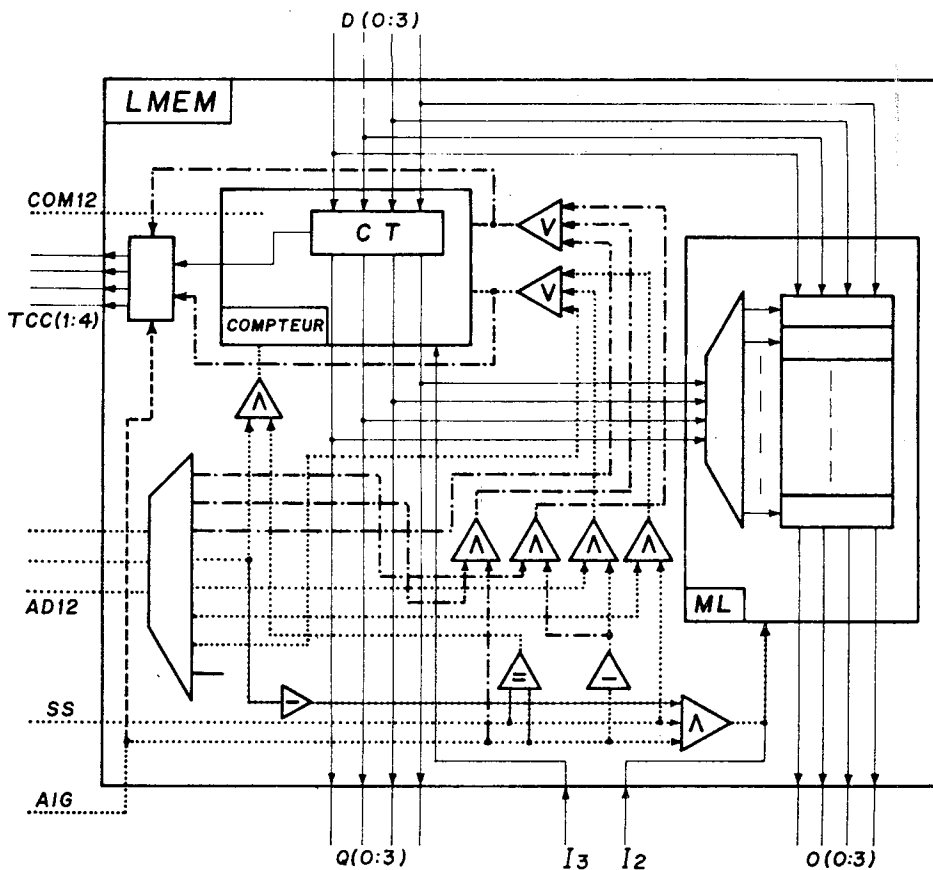 D (0:3)
LMEM
COM12
C T
V
V
TCC(1:4)
COMPTEUR
Λ
Λ
Λ
Λ
Λ
AD12
ML
=
–
–
SS
Λ
AIG
Q(0:3)
I3
I2
O(0:3)